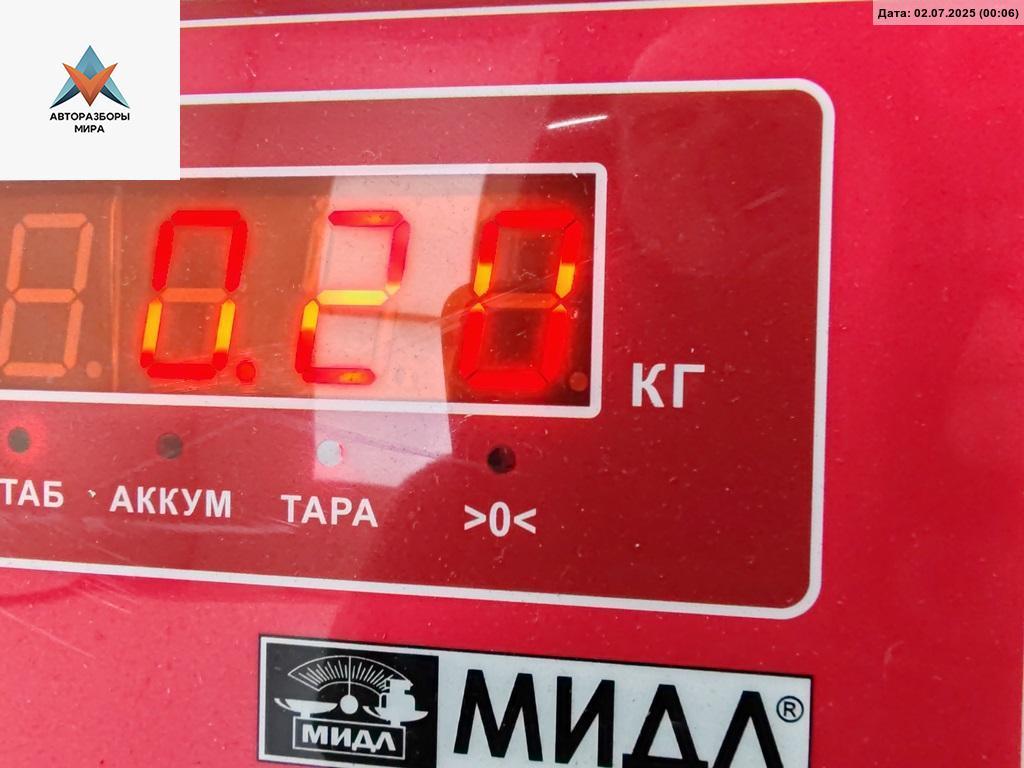 Дата: 02.07.2025 (00:06)
АВТОРАЗБОРЫ
МИРА
0.20
КГ
ТАБ АККУМ ТАРА >0<
МИДЛ
МИДЛ®